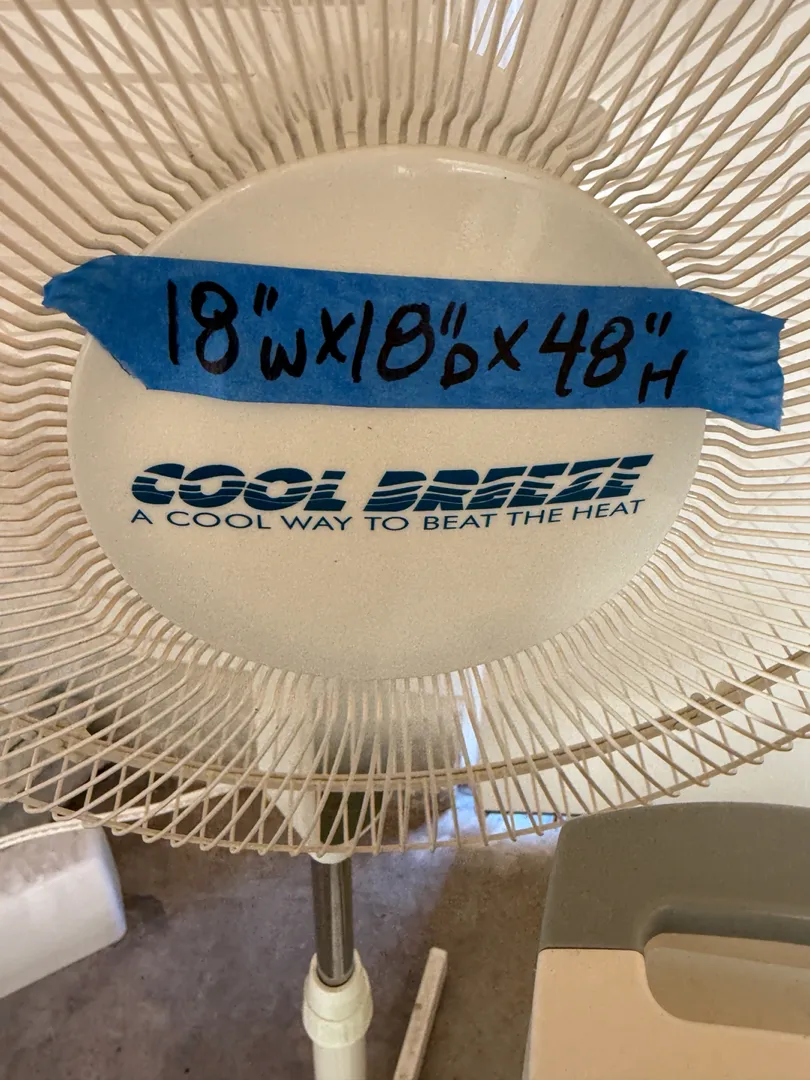 18"W X 18"D X 48"H
COOL BREEZE
A COOL WAY TO BEAT THE HEAT